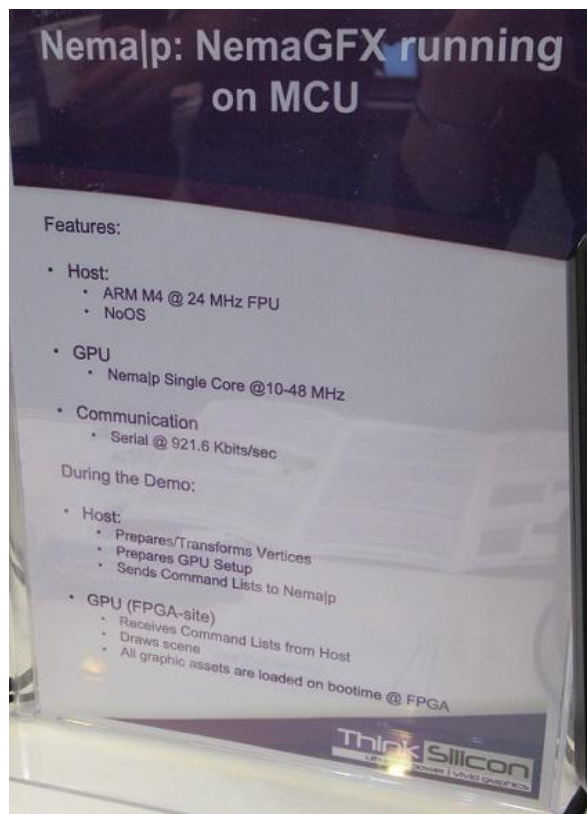 Nema|p: NemaGFX running
on MCU
Features:
• Host:
• ARM M4 @ 24 MHz FPU
• NoOS
• GPU
• Nema|p Single Core @10-48 MHz
• Communication
• Serial @ 921.6 Kbits/sec
During the Demo:
• Host:
• Prepares/Transforms Vertices
• Prepares GPU Setup
• Sends Command Lists to Nema|p
• GPU (FPGA-site)
• Receives Command Lists from Host
• Draws scene
• All graphic assets are loaded on bootime @ FPGA
Think Silicon
power | vivid graphics